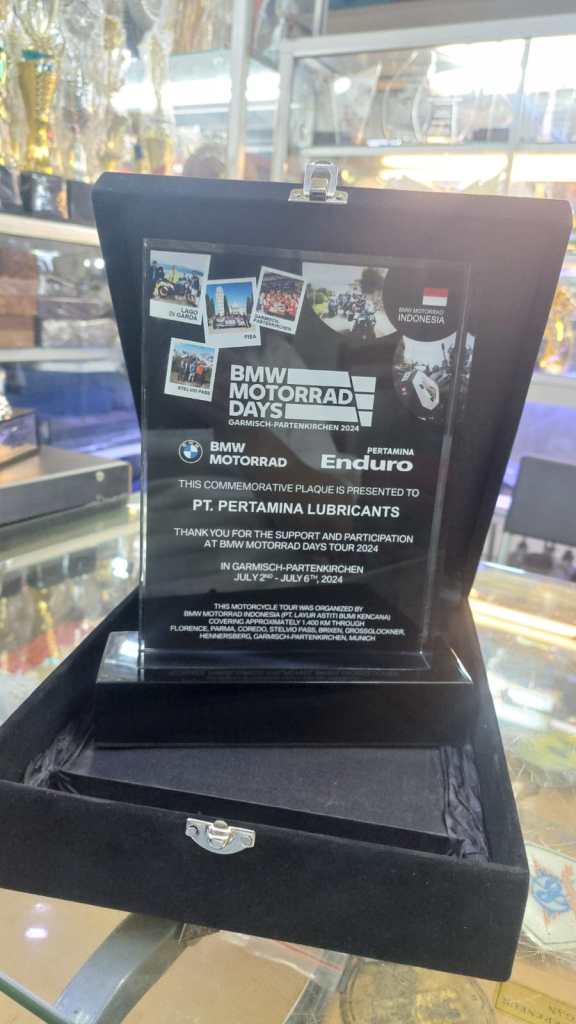 LAGO
DI GARDA
PISA
GARMISCH-
PARTENKIRCHEN
STELVIO PASS
BMW MOTORRAD
INDONESIA
BMW
MOTORRAD
DAYS
GARMISCH-PARTENKIRCHEN 2024
BMW
MOTORRAD
PERTAMINA
Enduro
THIS COMMEMORATIVE PLAQUE IS PRESENTED TO
PT. PERTAMINA LUBRICANTS
THANK YOU FOR THE SUPPORT AND PARTICIPATION
AT BMW MOTORRAD DAYS TOUR 2024
IN GARMISCH-PARTENKIRCHEN
JULY 2ND - JULY 6TH, 2024
THIS MOTORCYCLE TOUR WAS ORGANIZED BY
BMW MOTORRAD INDONESIA (PT. LAYUR ASTITI BUMI KENCANA)
COVERING APPROXIMATELY 1.400 KM THROUGH
FLORENCE, PARMA, COREDO, STELVIO PASS, BRIXEN, GROSSGLOCKNER,
HENNERSBERG, GARMISCH-PARTENKIRCHEN, MUNICH